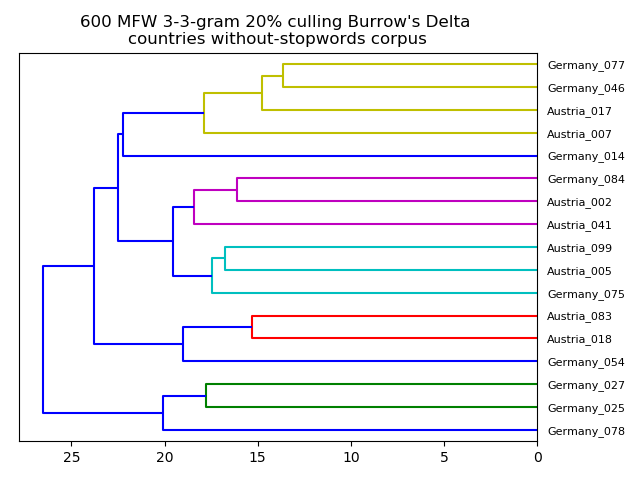 600 MFW 3-3-gram 20% culling Burrow's Delta
countries without-stopwords corpus
Germany_077
Germany_046
Austria_017
Austria_007
Germany_014
Germany_084
Austria_002
Austria_041
Austria_099
Austria_005
Germany_075
Austria_083
Austria_018
Germany_054
Germany_027
Germany_025
Germany_078
25 20 15 10 5 0